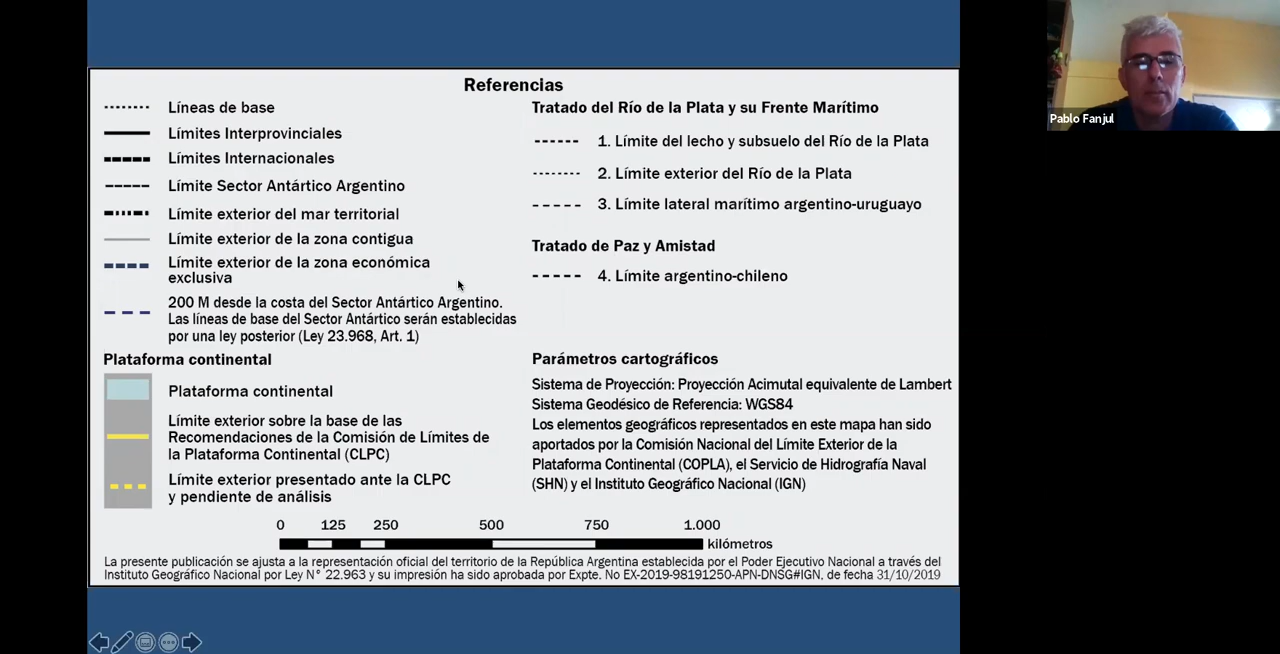 Referencias
Líneas de base
Límites Interprovinciales
Límites Internacionales
Límite Sector Antártico Argentino
Límite exterior del mar territorial
Límite exterior de la zona contigua
Límite exterior de la zona económica
exclusiva
200 M desde la costa del Sector Antártico Argentino.
Las líneas de base del Sector Antártico serán establecidas
por una ley posterior (Ley 23.968, Art. 1)
Tratado del Río de la Plata y su Frente Marítimo
1. Límite del lecho y subsuelo del Río de la Plata
2. Límite exterior del Río de la Plata
3. Límite lateral marítimo argentino-uruguayo
Tratado de Paz y Amistad
4. Límite argentino-chileno
Plataforma continental
Plataforma continental
Límite exterior sobre la base de las
Recomendaciones de la Comisión de Límites de
la Plataforma Continental (CLPC)
Límite exterior presentado ante la CLPC
y pendiente de análisis
Parámetros cartográficos
Sistema de Proyección: Proyección Acimutal equivalente de Lambert
Sistema Geodésico de Referencia: WGS84
Los elementos geográficos representados en este mapa han sido
aportados por la Comisión Nacional del Límite Exterior de la
Plataforma Continental (COPLA), el Servicio de Hidrografía Naval
(SHN) y el Instituto Geográfico Nacional (IGN)
0 125 250 500 750 1.000
kilómetros
La presente publicación se ajusta a la representación oficial del territorio de la República Argentina establecida por el Poder Ejecutivo Nacional a través del
Instituto Geográfico Nacional por Ley N° 22.963 y su impresión ha sido aprobada por Expte. No EX-2019-98191250-APN-DNSG#IGN, de fecha 31/10/2019
Pablo Fanjul